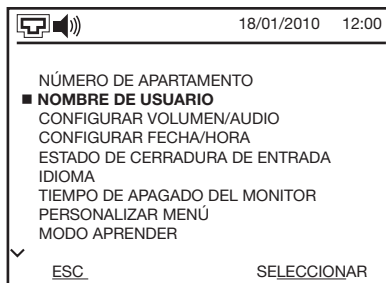 18/01/2010 12:00
NÚMERO DE APARTAMENTO
NOMBRE DE USUARIO
CONFIGURAR VOLUMEN/AUDIO
CONFIGURAR FECHA/HORA
ESTADO DE CERRADURA DE ENTRADA
IDIOMA
TIEMPO DE APAGADO DEL MONITOR
PERSONALIZAR MENÚ
MODO APRENDER
ESC SELECCIONAR